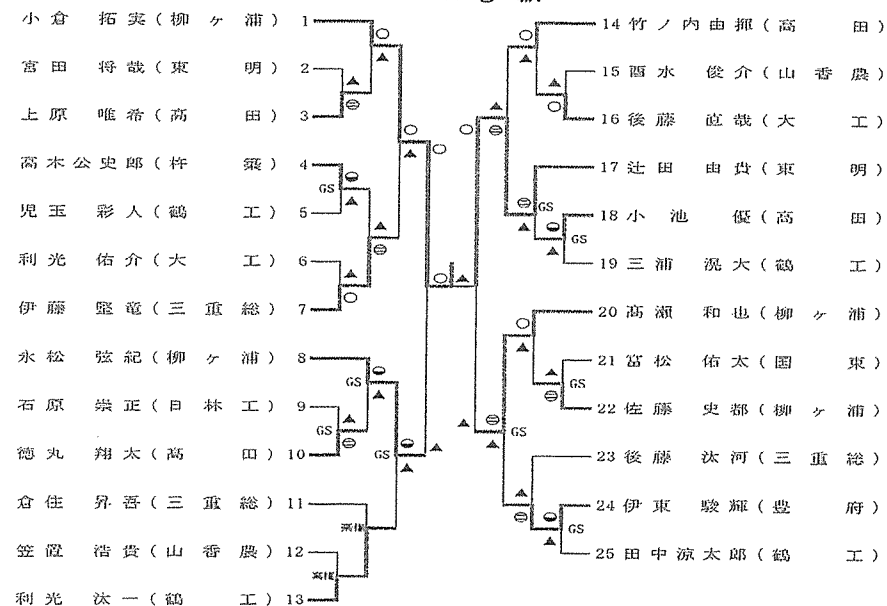 小倉 拓実(柳ヶ浦) 1
宮田 将哉(東明) 2
上原 唯希(高田) 3
高木公史郎(杵築) 4
GS
児玉 彩人(鶴工) 5
利光 佑介(大工) 6
伊藤 堅竜(三重総) 7
永松 弦紀(柳ヶ浦) 8
GS
石原 崇正(日林工) 9
GS
徳丸 翔太(高田) 10
GS
倉住 昇吾(三重総) 11
棄権
笠置 浩貴(山香農) 12
棄権
利光 汰一(鶴工) 13
14 竹ノ内由揮(高田)
15 酉水 俊介(山香農)
16 後藤 直哉(大工)
17 辻田 由貴(東明)
GS
18 小池 優(高田)
GS
19 三浦 滉大(鶴工)
20 髙瀬 和也(柳ヶ浦)
21 富松 佑太(国東)
GS
22 佐藤 史都(柳ヶ浦)
GS
23 後藤 汰河(三重総)
24 伊東 駿輝(豊府)
GS
25 田中涼太郎(鶴工)